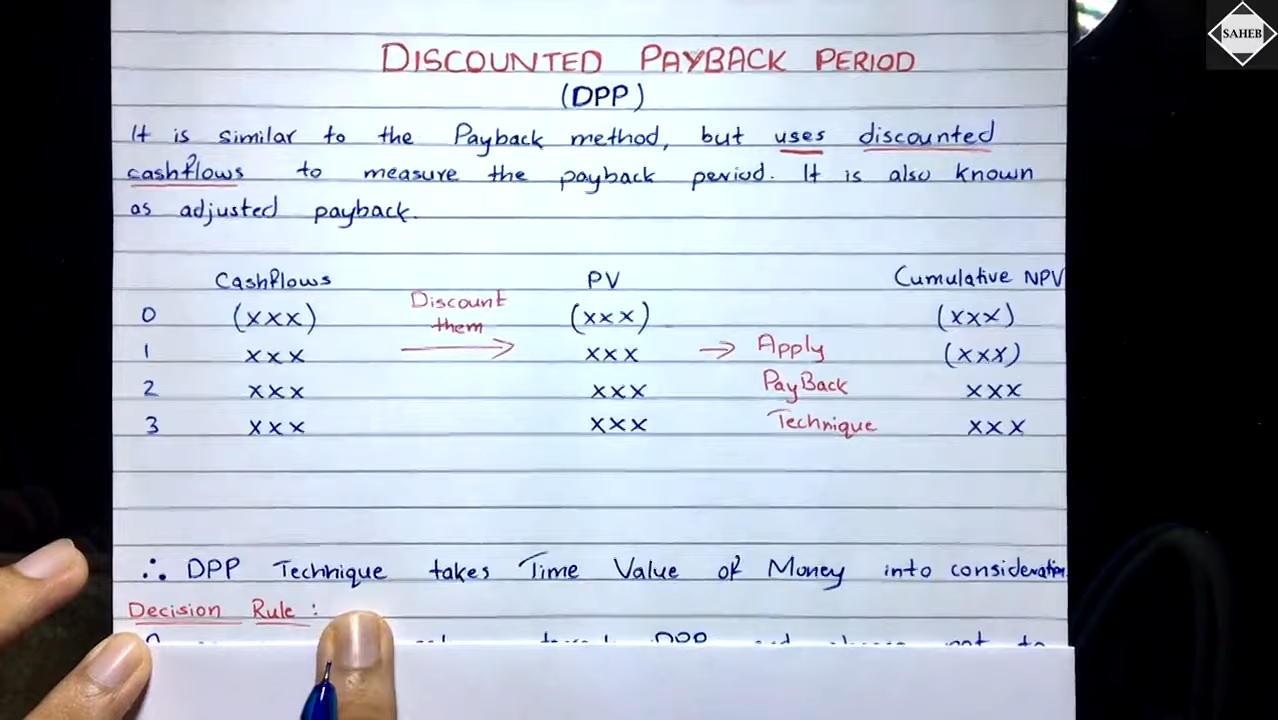 SAHEB
DISCOUNTED PAYBACK PERIOD
(DPP)
It is similar to the Payback method, but uses discounted
cashflows to measure the payback period. It is also known
as adjusted payback.
Cashflows PV Cumulative NPV
Discount
them
0 (xxx) (xxx) (xxx)
1 xxx → xxx → Apply (xxx)
2 xxx xxx PayBack xxx
3 xxx xxx Technique xxx
∴ DPP Technique takes Time Value of Money into consideration
Decision Rule :